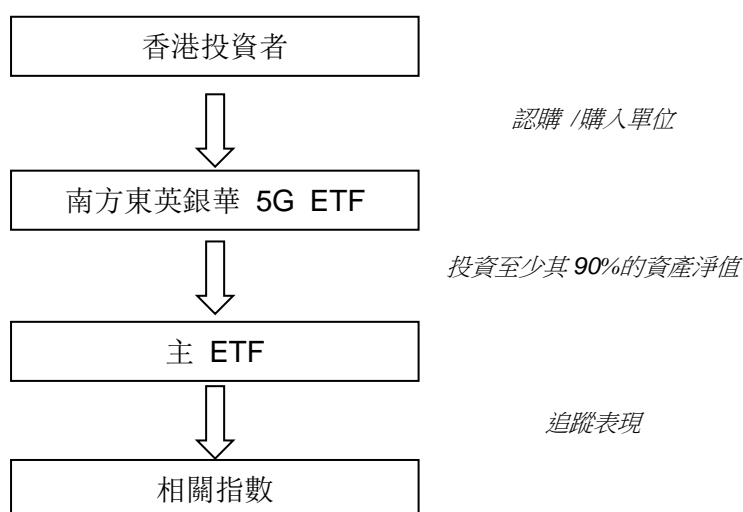 香港投資者
認購 /購入單位
南方東英銀華 5G ETF
投資至少其 90%的資產淨值
主 ETF
追蹤表現
相關指數